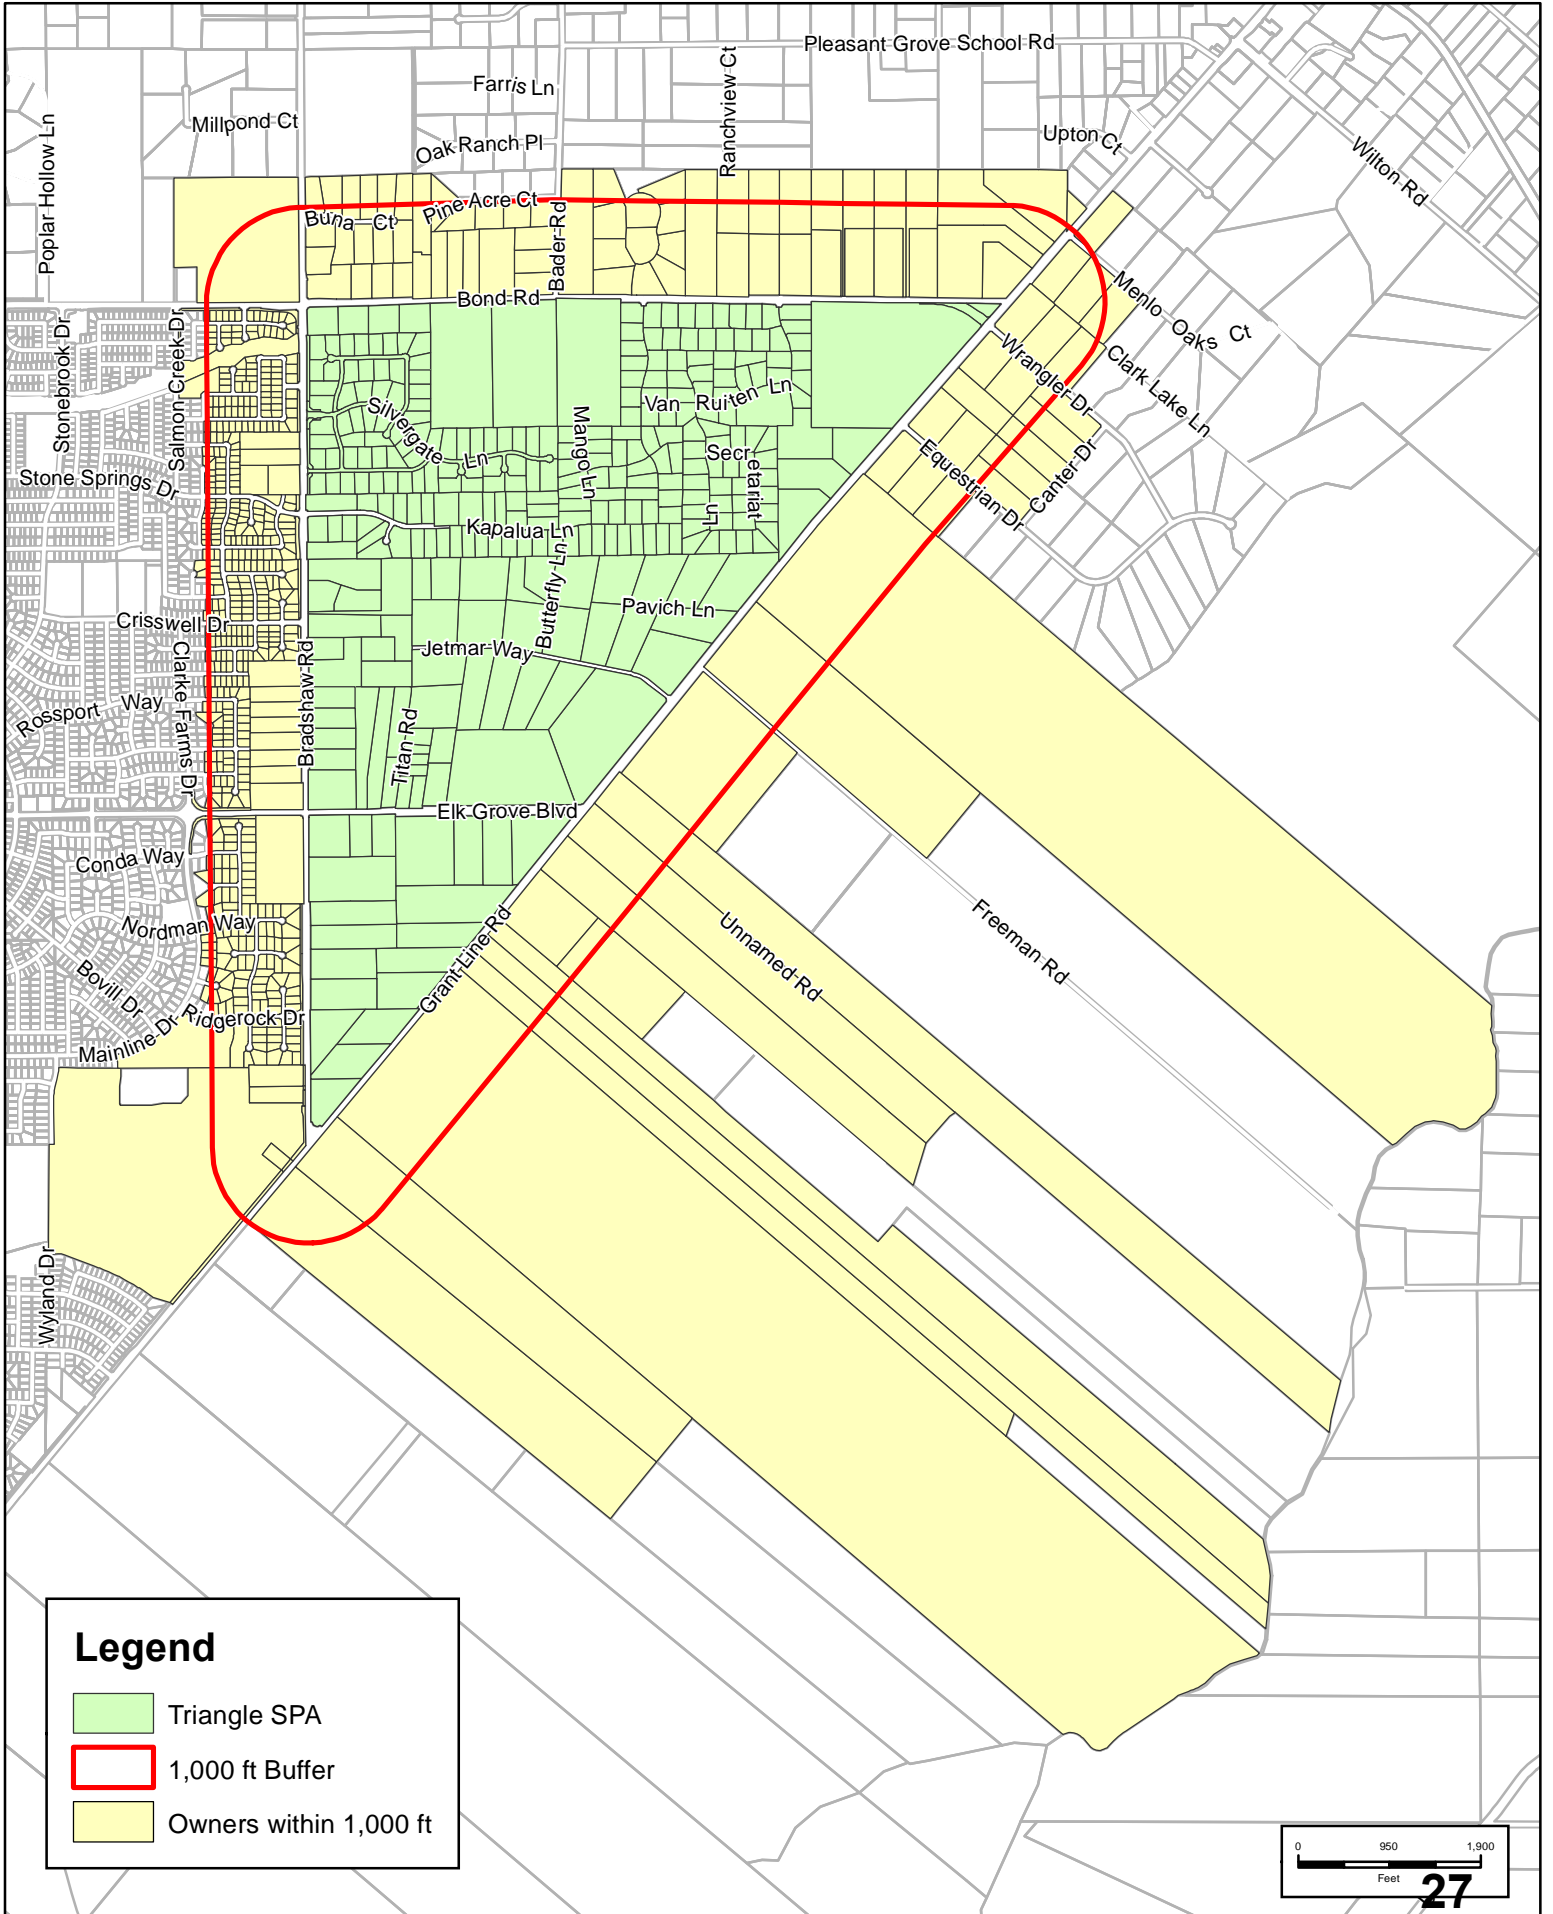 Pleasant Grove School Rd
Farris Ln
Ranchview Ct
Millpond Ct
Poplar Hollow Ln
Oak Ranch Pl
Upton Ct
Wilton Rd
Buna Ct
Pine Acre Ct
Bader Rd
Bond Rd
Menlo Oaks Ct
Stonebrook Dr
Salmon Creek Dr
Wrangler Dr
Clark Lake Ln
Van Ruiten Ln
Silvergate Ln
Mango Ln
Secretariat Ln
Equestrian Dr
Canter Dr
Stone Springs Dr
Kapalua Ln
Butterfly Ln
Pavich Ln
Crisswell Dr
Jetmar Way
Bradshaw Rd
Clarke Farms Dr
Rossport Way
Titan Rd
Elk Grove Blvd
Conda Way
Nordman Way
Unnamed Rd
Freeman Rd
Grant Line Rd
Bovill Dr
Ridgerock Dr
Mainline Dr
Wyland Dr
Legend
Triangle SPA
1,000 ft Buffer
Owners within 1,000 ft
0 950 1,900
Feet
27